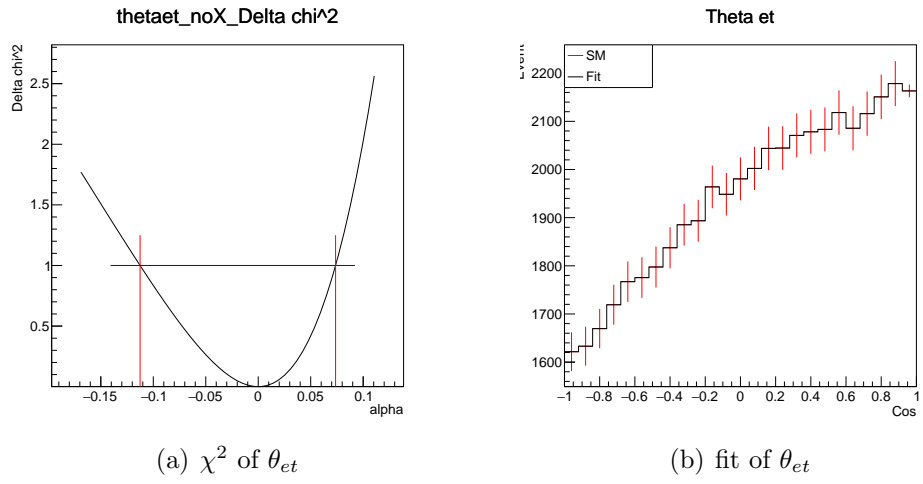 thetaet_noX_Delta chi^2
Delta chi^2
2.5
2
1.5
1
0.5
−0.15 −0.1 −0.05 0 0.05 0.1
alpha
(a) χ² of θₑₜ
Theta et
SM
Fit
2200
2100
2000
1900
1800
1700
1600
−1 −0.8 −0.6 −0.4 −0.2 0 0.2 0.4 0.6 0.8 1
Cos
(b) fit of θₑₜ